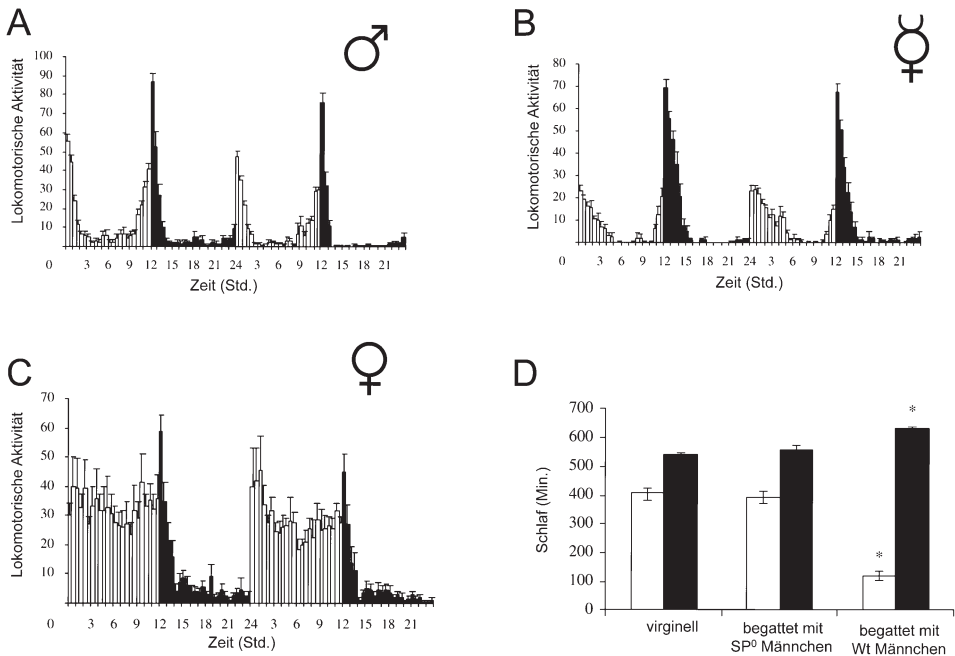 A
Lokomotorische Aktivität
100
90
80
70
60
50
40
30
20
10
0 3 6 9 12 15 18 21 24 3 6 9 12 15 18 21
Zeit (Std.)
B
Lokomotorische Aktivität
80
70
60
50
40
30
20
10
0 3 6 9 12 15 18 21 24 3 6 9 12 15 18 21
Zeit (Std.)
C
Lokomotorische Aktivität
70
60
50
40
30
20
10
0 3 6 9 12 15 18 21 24 3 6 9 12 15 18 21
Zeit (Std.)
D
Schlaf (Min.)
700
600
500
400
300
200
100
0
*
*
virginell
begattet mit
SP⁰ Männchen
begattet mit
Wt Männchen